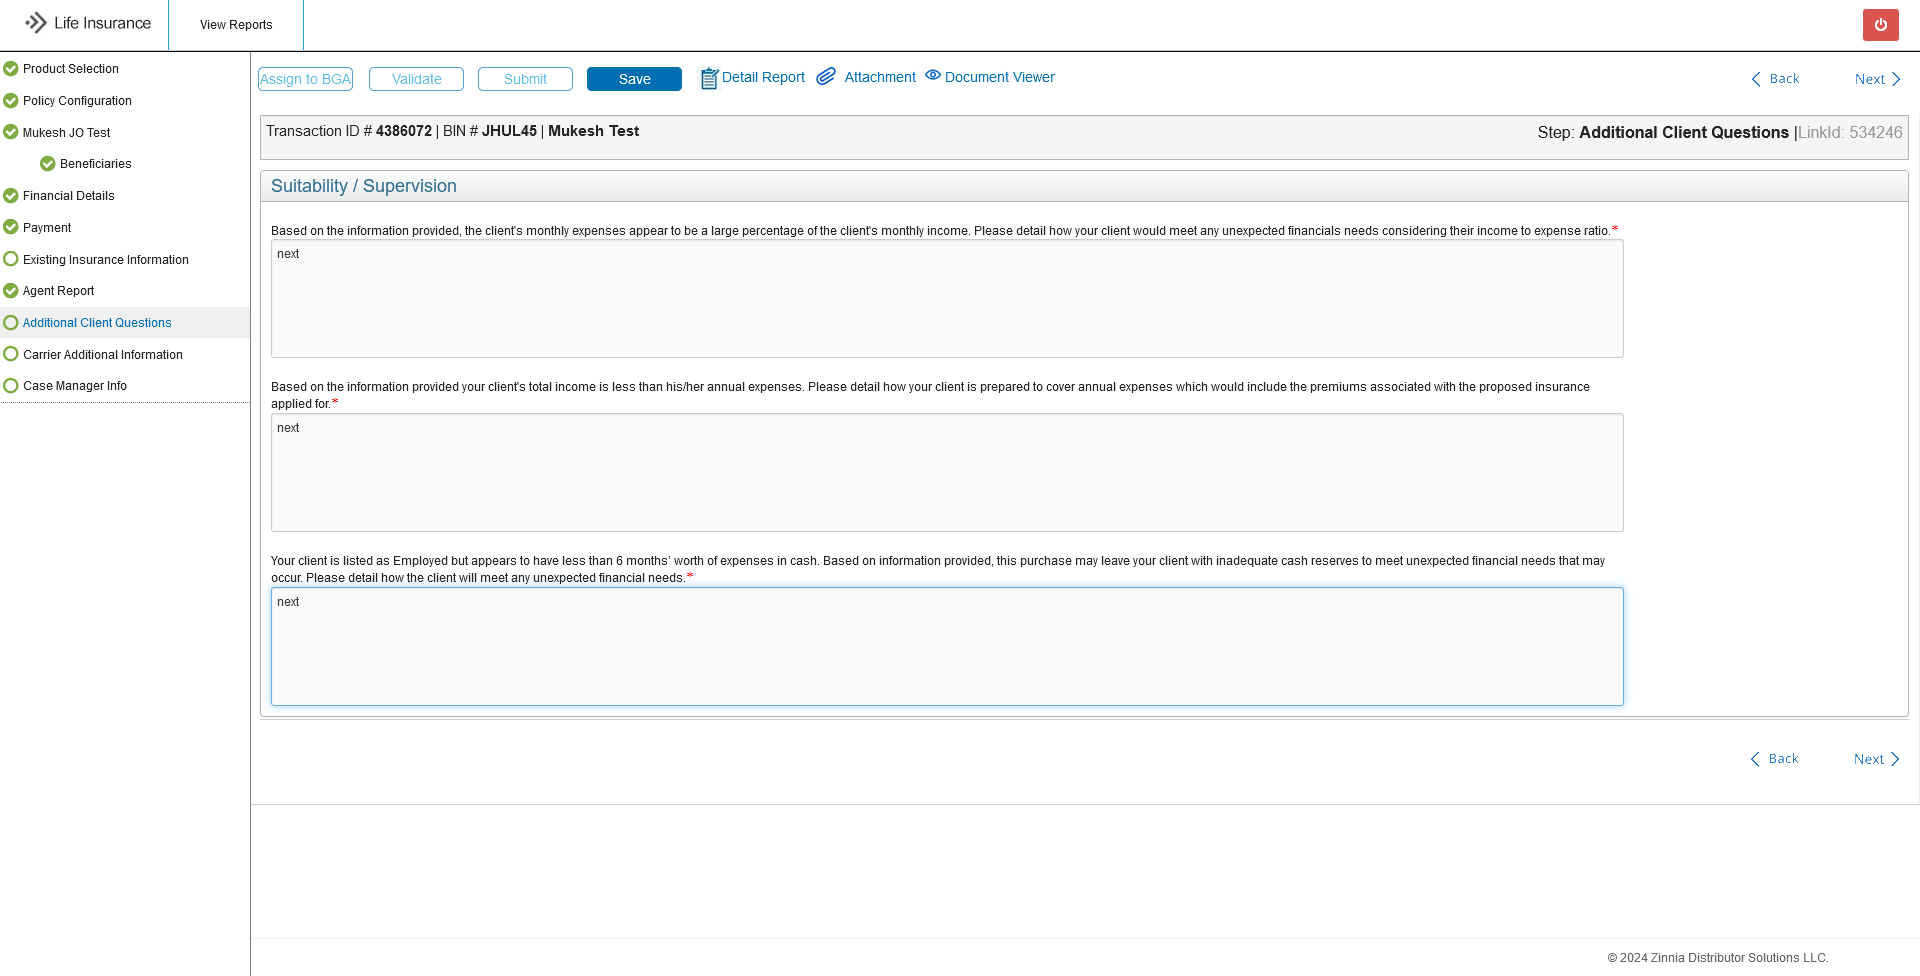 Life Insurance
View Reports
Product Selection
Policy Configuration
Mukesh JO Test
Beneficiaries
Financial Details
Payment
Existing Insurance Information
Agent Report
Additional Client Questions
Carrier Additional Information
Case Manager Info
Assign to BGA
Validate
Submit
Save
Detail Report
Attachment
Document Viewer
Back
Next
Transaction ID # 4386072 | BIN # JHUL45 | Mukesh Test
Step: Additional Client Questions |LinkId: 534246
Suitability / Supervision
Based on the information provided, the client's monthly expenses appear to be a large percentage of the client's monthly income. Please detail how your client would meet any unexpected financials needs considering their income to expense ratio.*
next
Based on the information provided your client's total income is less than his/her annual expenses. Please detail how your client is prepared to cover annual expenses which would include the premiums associated with the proposed insurance
applied for.*
next
Your client is listed as Employed but appears to have less than 6 months’ worth of expenses in cash. Based on information provided, this purchase may leave your client with inadequate cash reserves to meet unexpected financial needs that may
occur. Please detail how the client will meet any unexpected financial needs.*
next
Back
Next
© 2024 Zinnia Distributor Solutions LLC.